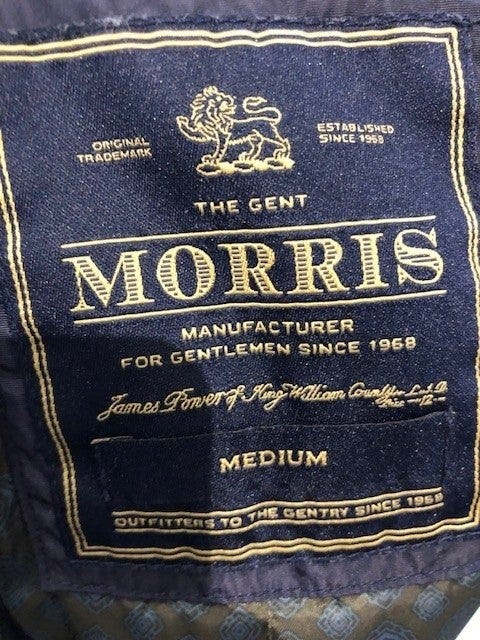 ORIGINAL
TRADEMARK
ESTABLISHED
SINCE 1968
THE GENT
MORRIS
MANUFACTURER
FOR GENTLEMEN SINCE 1968
James Power of King William County
MEDIUM
OUTFITTERS TO THE GENTRY SINCE 1968